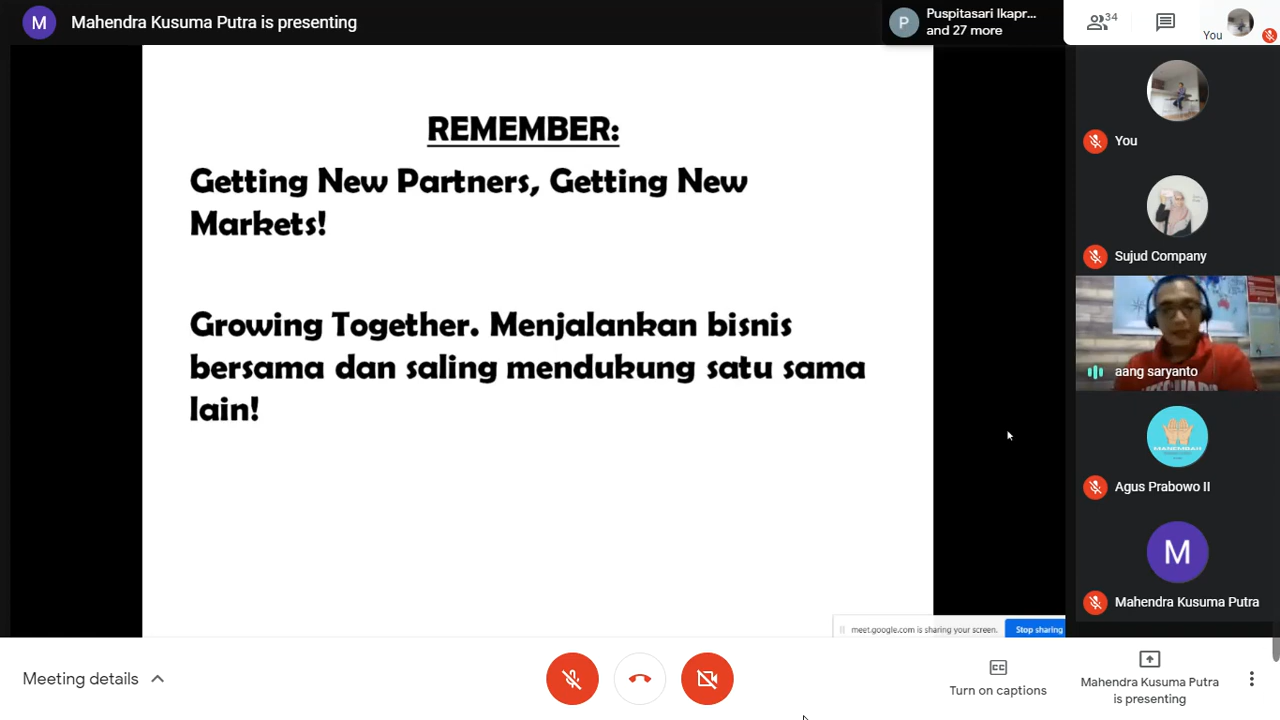 M
Mahendra Kusuma Putra is presenting
P
Puspitasari Ikapr...
and 27 more
34
You
REMEMBER:
Getting New Partners, Getting New
Markets!
Growing Together. Menjalankan bisnis
bersama dan saling mendukung satu sama
lain!
You
Sujud Company
aang saryanto
Agus Prabowo II
M
Mahendra Kusuma Putra
meet.google.com is sharing your screen.
Stop sharing
Meeting details
CC
Turn on captions
Mahendra Kusuma Putra
is presenting